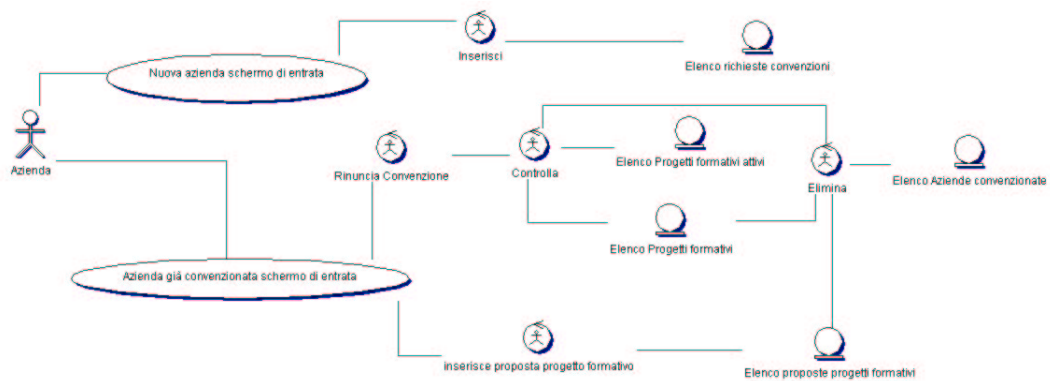 Inserisci
Nuova azienda schermo di entrata
Elenco richieste convenzioni
Azienda
Rinuncia Convenzione
Controlla
Elenco Progetti formativi attivi
Elimina
Elenco Aziende convenzionate
Elenco Progetti formativi
Azienda già convenzionata schermo di entrata
inserisce proposta progetto formativo
Elenco proposte progetti formativi